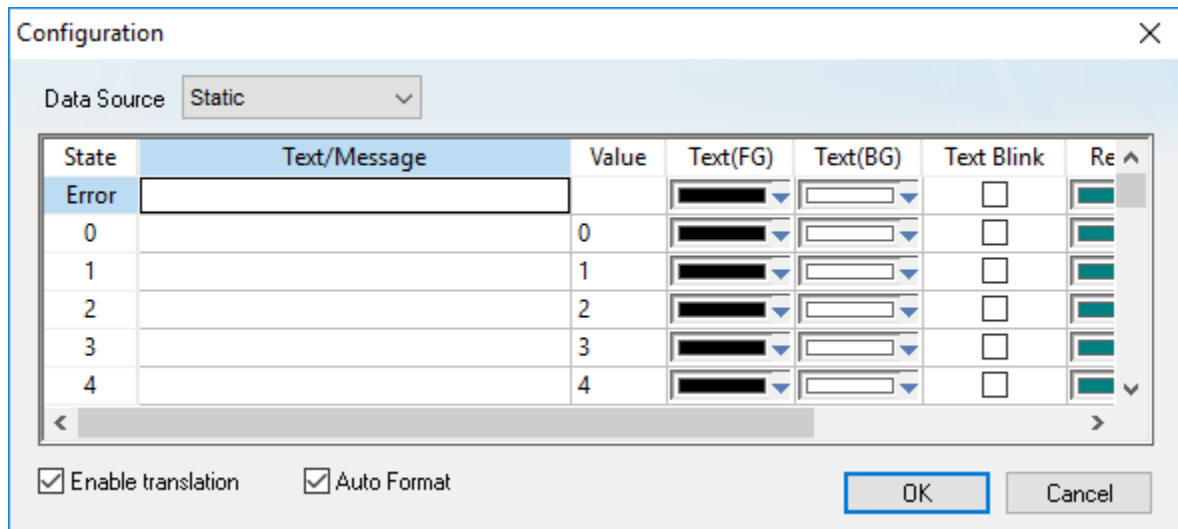 Configuration
Data Source Static
State Text/Message Value Text(FG) Text(BG) Text Blink Re
Error
0 0
1 1
2 2
3 3
4 4
Enable translation Auto Format OK Cancel